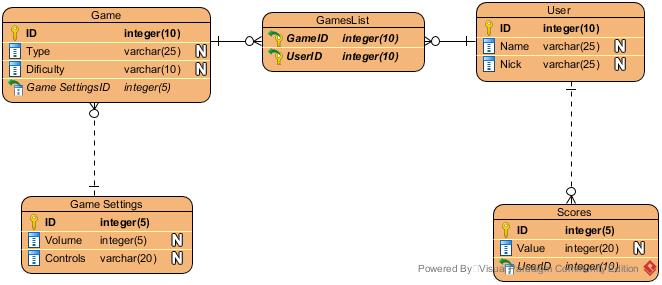 Game
ID integer(10)
Type varchar(25) N
Dificulty varchar(10) N
Game SettingsID integer(5)
GamesList
GameID integer(10)
UserID integer(10)
User
ID integer(10)
Name varchar(25) N
Nick varchar(25) N
Game Settings
ID integer(5)
Volume integer(5) N
Controls varchar(20) N
Scores
ID integer(5)
Value integer(20) N
UserID integer(10)
Powered By Visual Paradigm Community Edition